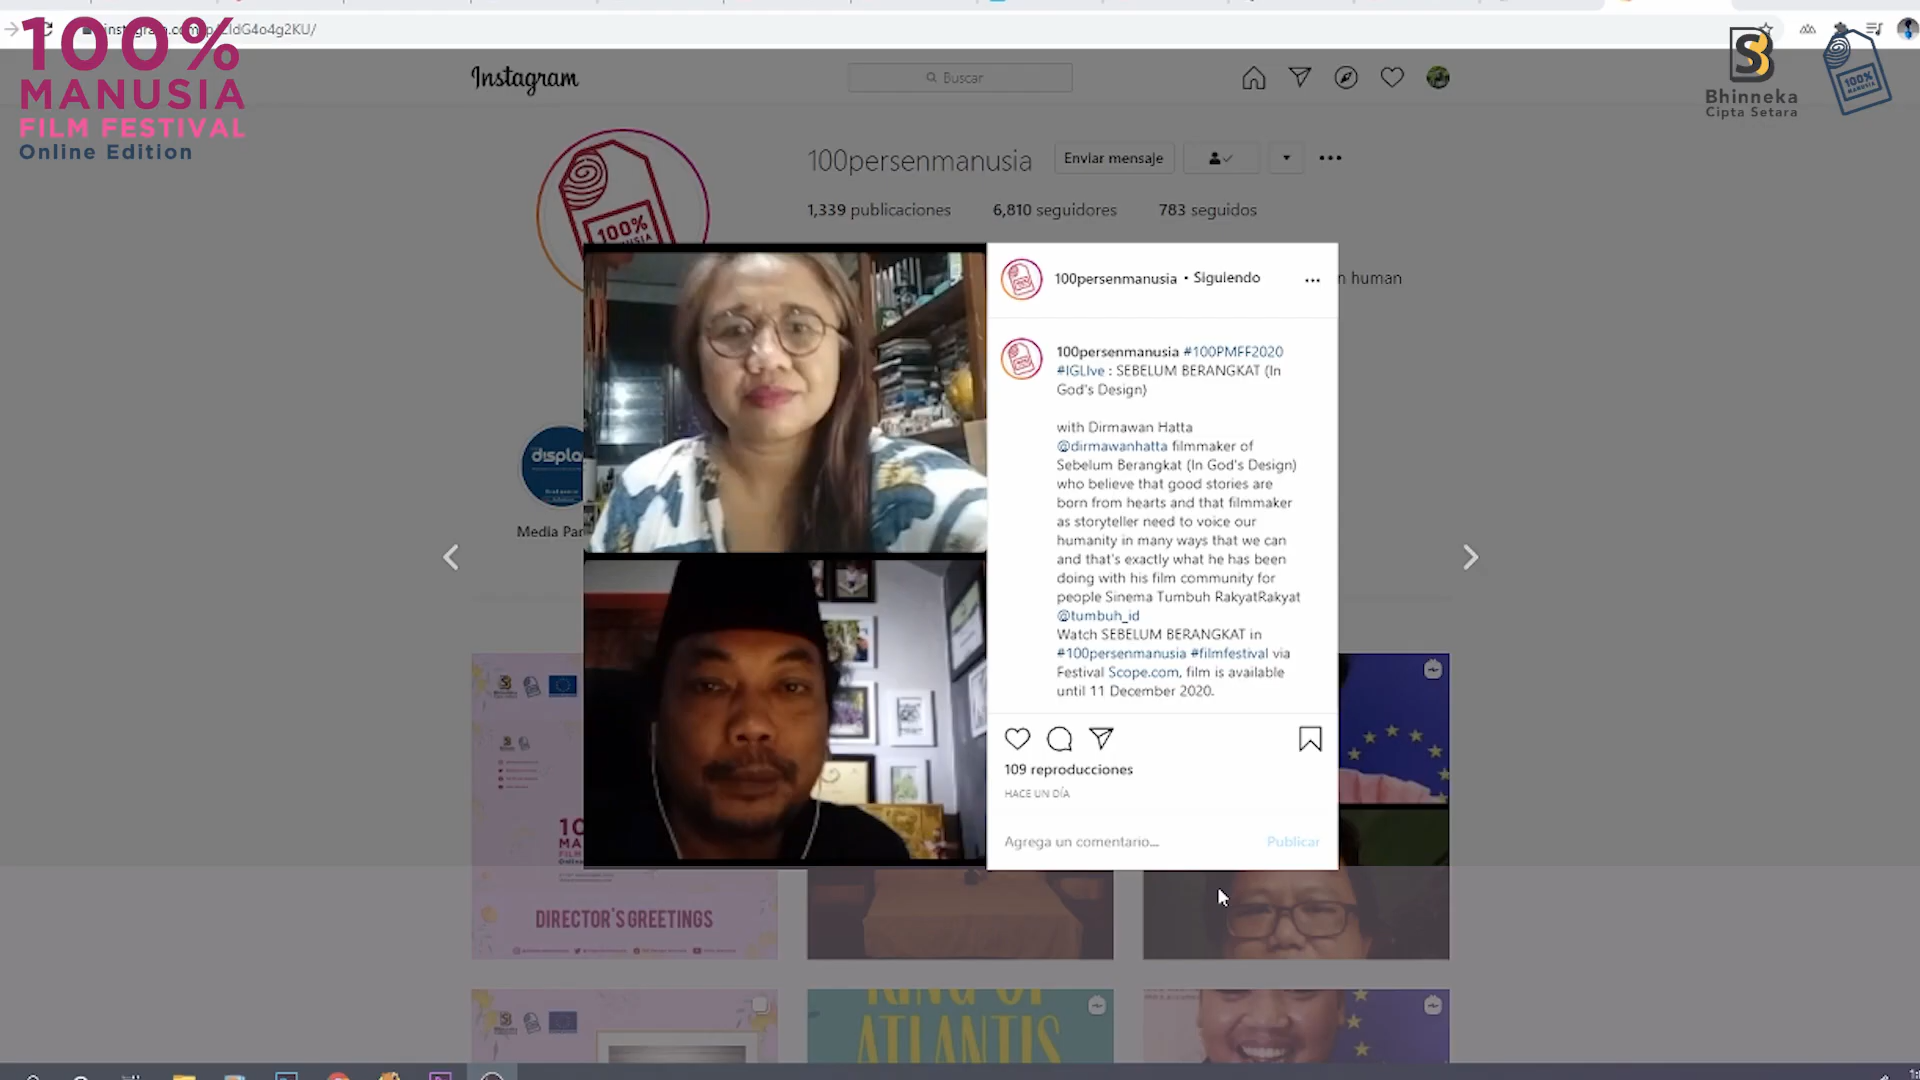 100%
MANUSIA
FILM FESTIVAL
Online Edition
Bhinneka
Cipta Setara
100%
MANUSIA
Instagram
Buscar
100persenmanusia
Enviar mensaje
1,339 publicaciones
6,810 seguidores
783 seguidos
100%
n human
display
Media Par
100persenmanusia • Siguiendo
100persenmanusia #100PMFF2020
#IGLIve : SEBELUM BERANGKAT (In
God's Design)
with Dirmawan Hatta
@dirmawanhatta filmmaker of
Sebelum Berangkat (In God's Design)
who believe that good stories are
born from hearts and that filmmaker
as storyteller need to voice our
humanity in many ways that we can
and that's exactly what he has been
doing with his film community for
people Sinema Tumbuh RakyatRakyat
@tumbuh_id
Watch SEBELUM BERANGKAT in
#100persenmanusia #filmfestival via
Festival Scope.com, film is available
until 11 December 2020.
109 reproducciones
HACE UN DÍA
Agrega un comentario...
Publicar
DIRECTOR'S GREETINGS
KING OF
ATLANTIS